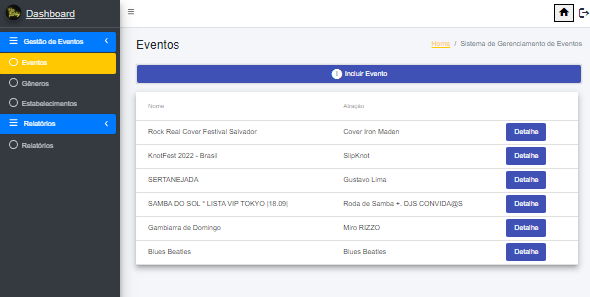 Dashboard
Gestão de Eventos
Eventos
Gêneros
Estabelecimentos
Relatórios
Relatórios
Eventos
Home / Sistema de Gerenciamento de Eventos
Incluir Evento
Nome Atração
Rock Real Cover Festival Salvador Cover Iron Maden Detalhe
KnotFest 2022 - Brasil SlipKnot Detalhe
SERTANEJADA Gustavo Lima Detalhe
SAMBA DO SOL * LISTA VIP TOKYO |18.09| Roda de Samba +. DJS CONVIDA@S Detalhe
Gambiarra de Domingo Miro RIZZO Detalhe
Blues Beatles Blues Beatles Detalhe